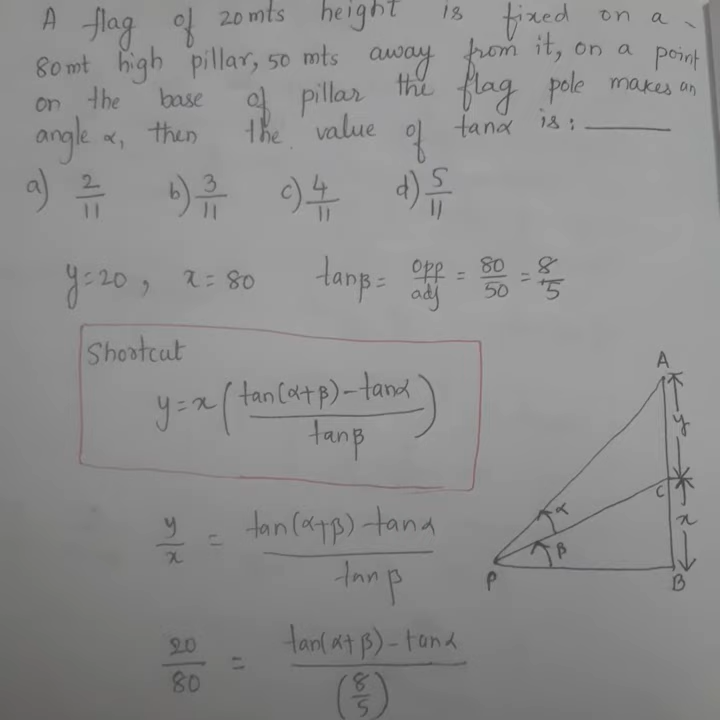 A flag of 20mts height is fixed on a
80mt high pillar, 50 mts away from it, on a point
on the base of pillar the flag pole makes an
angle α, then the value of tanα is: ______
a) 2/11 b) 3/11 c) 4/11 d) 5/11
y=20, x=80 tanβ = opp/adj = 80/50 = 8/5
Shortcut
y=x(tan(α+β)-tanα/tanβ)
A
y
C
α
x
β
P
B
y/x = tan(α+β)-tanα/tanβ
20/80 = tan(α+β)-tanα/(8/5)